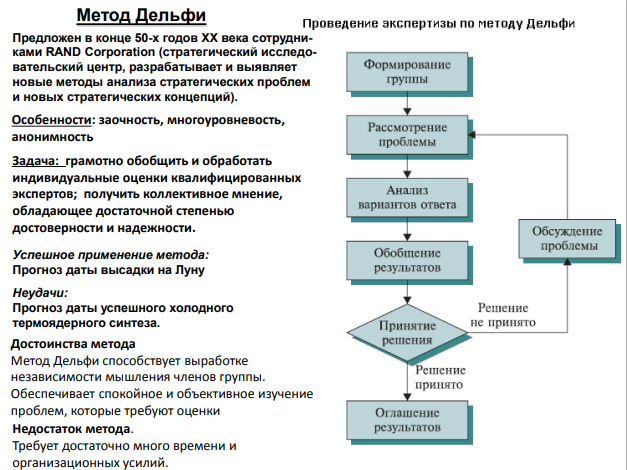 Метод Дельфи
Предложен в конце 50-х годов XX века сотрудни-
ками RAND Corporation (стратегический исследо-
вательский центр, разрабатывает и выявляет
новые методы анализа стратегических проблем
и новых стратегических концепций).
Особенности: заочность, многоуровневость,
анонимность
Задача: грамотно обобщить и обработать
индивидуальные оценки квалифицированных
экспертов; получить коллективное мнение,
обладающее достаточной степенью
достоверности и надежности.
Успешное применение метода:
Прогноз даты высадки на Луну
Неудачи:
Прогноз даты успешного холодного
термоядерного синтеза.
Достоинства метода
Метод Дельфи способствует выработке
независимости мышления членов группы.
Обеспечивает спокойное и объективное изучение
проблем, которые требуют оценки
Недостаток метода.
Требует достаточно много времени и
организационных усилий.
Проведение экспертизы по методу Дельфи
Формирование
группы
Рассмотрение
проблемы
Анализ
вариантов ответа
Обобщение
результатов
Принятие
решения
Решение
не принято
Обсуждение
проблемы
Решение
принято
Оглашение
результатов